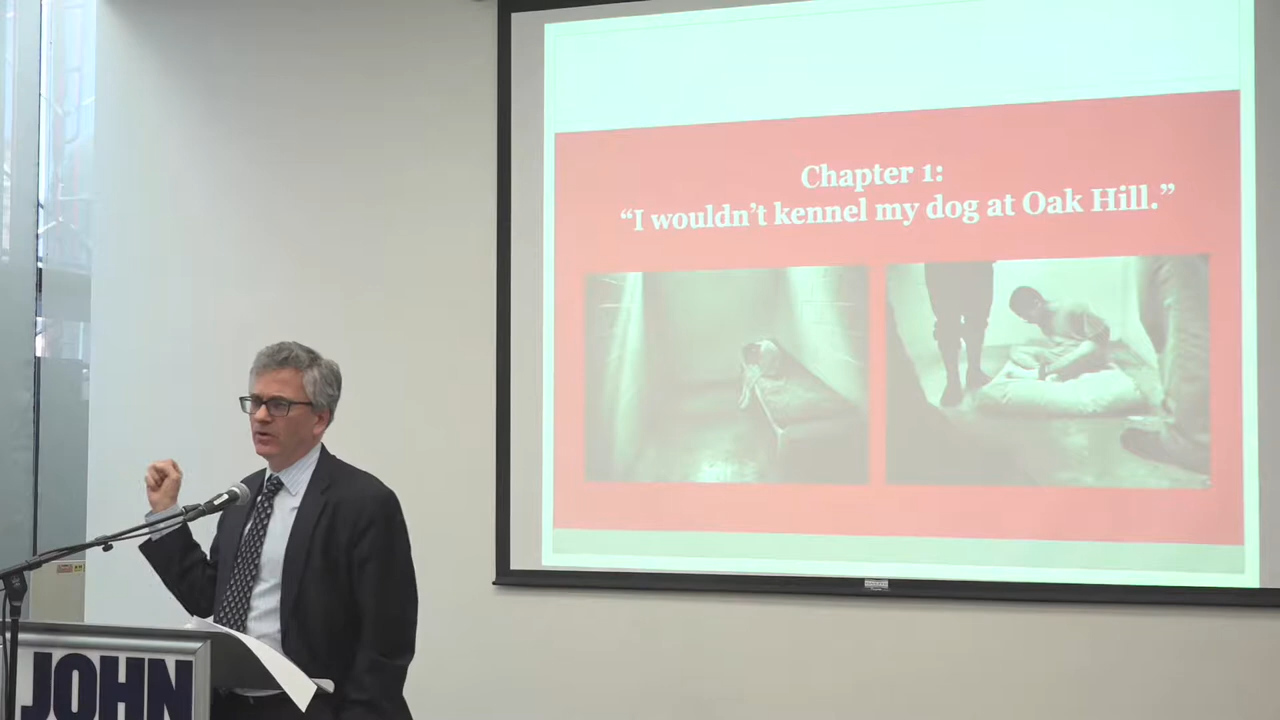 Chapter 1:
“I wouldn’t kennel my dog at Oak Hill.”
JOHN